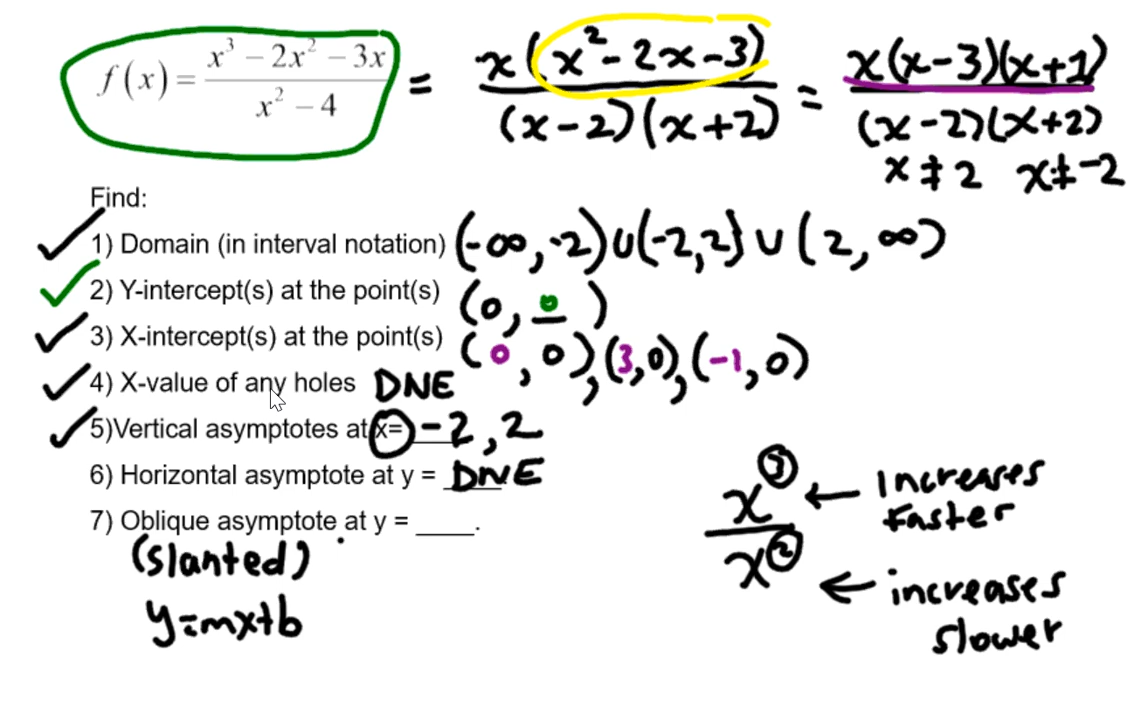 f(x) = (x³ − 2x² − 3x)/(x² − 4) = x(x²-2x-3)/((x-2)(x+2)) = x(x-3)(x+1)/((x-2)(x+2))
x ≠ 2 x ≠ -2
Find:
1) Domain (in interval notation) (-∞, -2) ∪ (-2, 2) ∪ (2, ∞)
2) Y-intercept(s) at the point(s) (0, 0)
3) X-intercept(s) at the point(s) (0, 0), (3, 0), (-1, 0)
4) X-value of any holes DNE
5)Vertical asymptotes at x= -2, 2
6) Horizontal asymptote at y = DNE
7) Oblique asymptote at y = ____.
(slanted)
y=mx+b
x³ ← Increases
faster
x² ← increases
slower